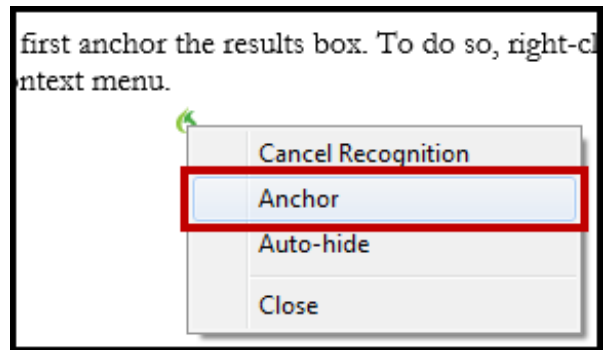 first anchor the results box. To do so, right-cl
ntext menu.
Cancel Recognition
Anchor
Auto-hide
Close